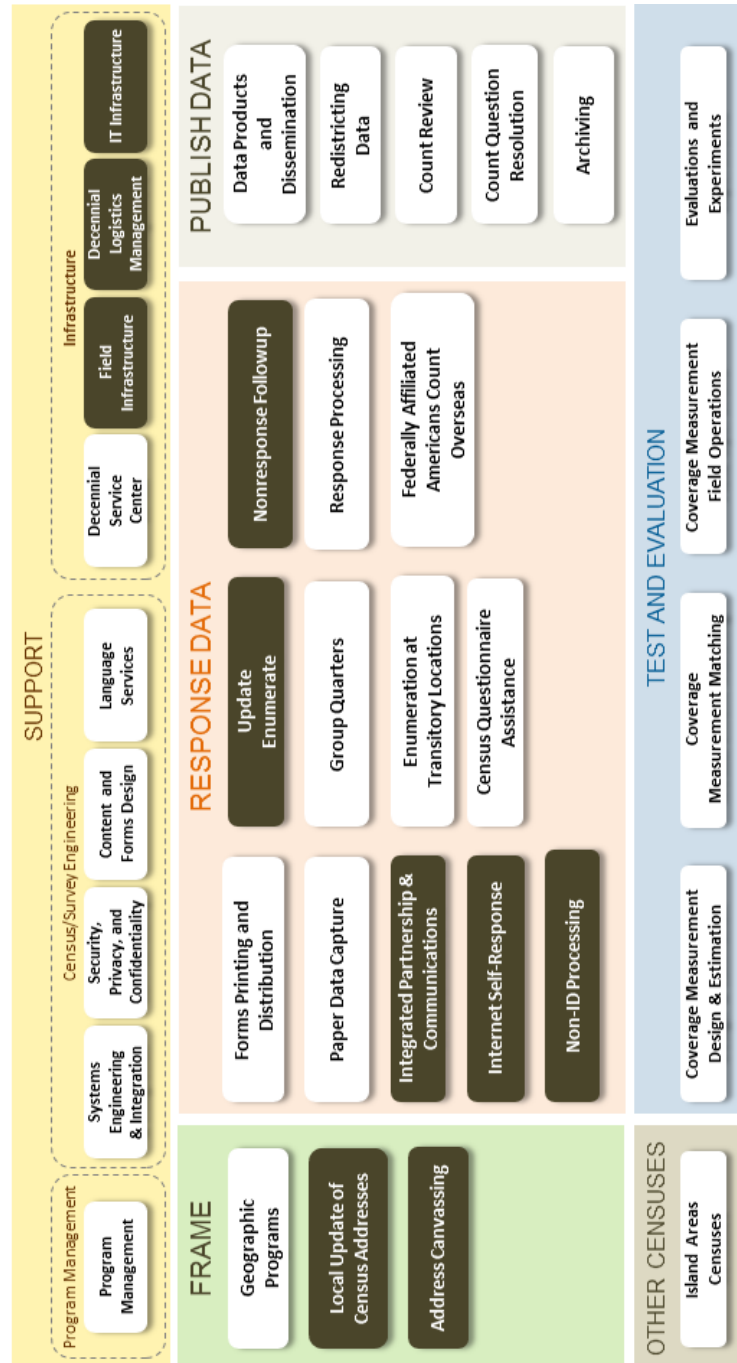 SUPPORT
Program Management
Program
Management
Census/Survey Engineering
Systems
Engineering
& Integration
Security,
Privacy, and
Confidentiality
Content and
Forms Design
Language
Services
Infrastructure
Decennial
Service
Center
Field
Infrastructure
Decennial
Logistics
Management
IT Infrastructure
FRAME
Geographic
Programs
Local Update of
Census Addresses
Address Canvassing
RESPONSE DATA
Forms Printing and
Distribution
Paper Data Capture
Integrated Partnership &
Communications
Internet Self-Response
Non-ID Processing
Update
Enumerate
Group Quarters
Enumeration at
Transitory Locations
Census Questionnaire
Assistance
Nonresponse Followup
Response Processing
Federally Affiliated
Americans Count
Overseas
PUBLISH DATA
Data Products
and
Dissemination
Redistricting
Data
Count Review
Count Question
Resolution
Archiving
OTHER CENSUSES
Island Areas
Censuses
TEST AND EVALUATION
Coverage Measurement
Design & Estimation
Coverage
Measurement Matching
Coverage Measurement
Field Operations
Evaluations and
Experiments